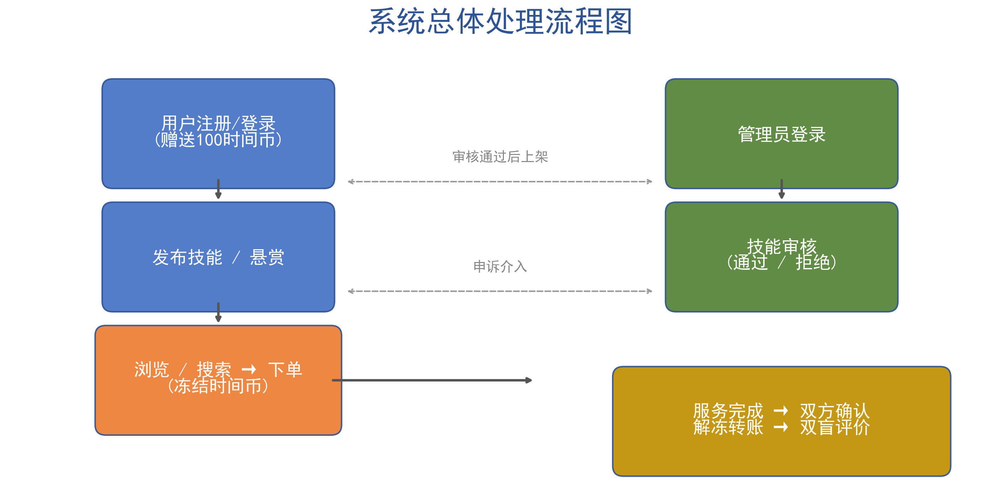 系统总体处理流程图
用户注册/登录
(赠送100时间币)
管理员登录
审核通过后上架
发布技能 / 悬赏
技能审核
(通过 / 拒绝)
申诉介入
浏览 / 搜索 → 下单
(冻结时间币)
服务完成 → 双方确认
解冻转账 → 双盲评价